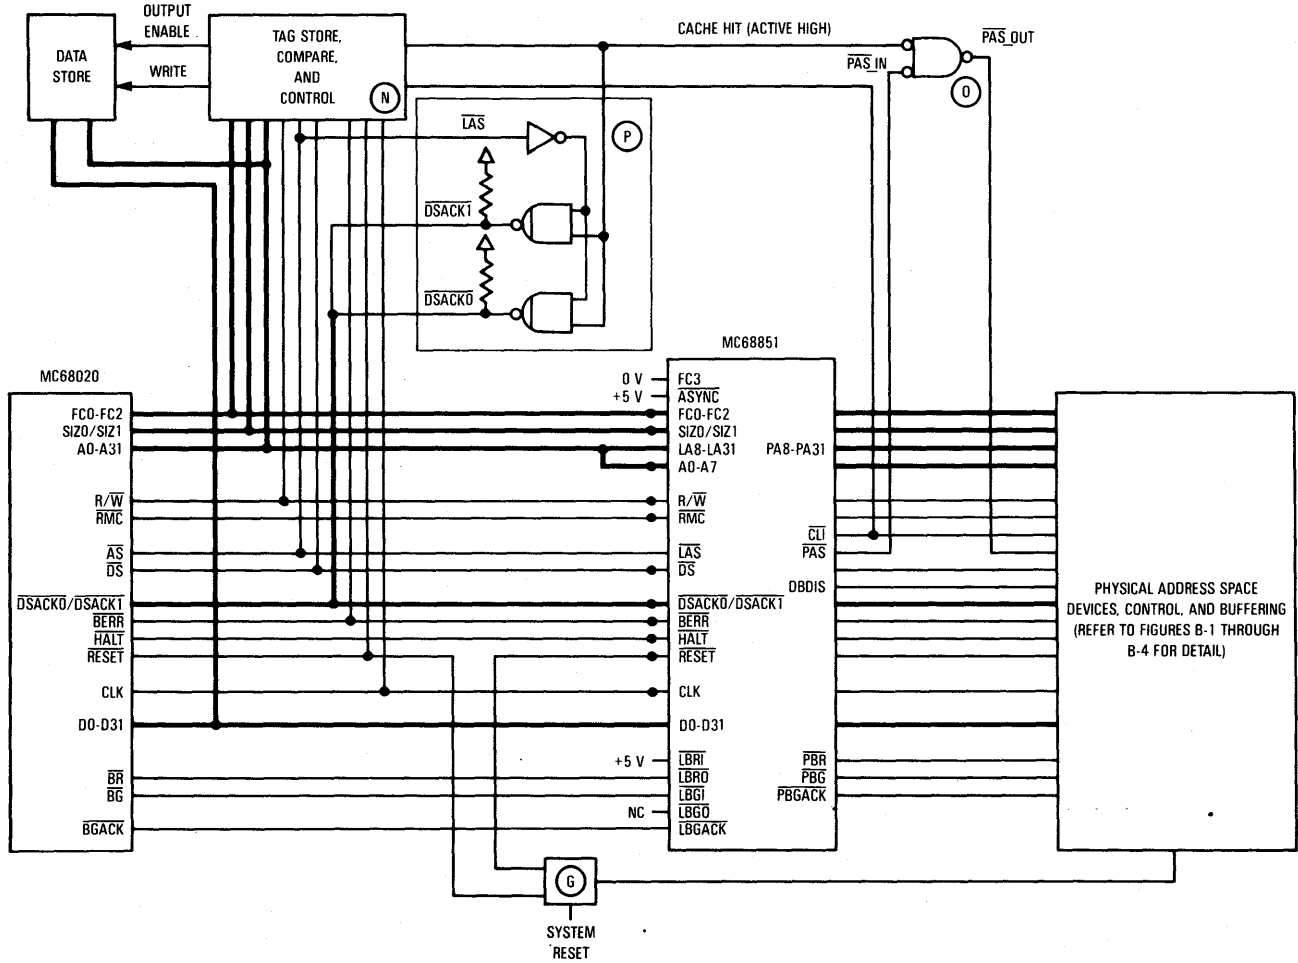 OUTPUT
ENABLE
WRITE
DATA
STORE
TAG STORE,
COMPARE,
AND
CONTROL
N
CACHE HIT (ACTIVE HIGH)
PAS_IN
PAS_OUT
O
LAS
P
DSACK1
DSACK0
MC68020
FC0-FC2
SIZ0/SIZ1
A0-A31
R/W
RMC
AS
DS
DSACK0/DSACK1
BERR
HALT
RESET
CLK
D0-D31
BR
BG
BGACK
MC68851
0 V
FC3
+5 V
ASYNC
FC0-FC2
SIZ0/SIZ1
LA8-LA31
PA8-PA31
A0-A7
R/W
RMC
CLI
LAS
PAS
DS
DBDIS
DSACK0/DSACK1
BERR
HALT
RESET
CLK
D0-D31
+5 V
LBRI
PBR
LBRO
PBG
LBGI
PBGACK
NC
LBGO
LBGACK
PHYSICAL ADDRESS SPACE
DEVICES, CONTROL, AND BUFFERING
(REFER TO FIGURES B-1 THROUGH
B-4 FOR DETAIL)
G
SYSTEM
RESET